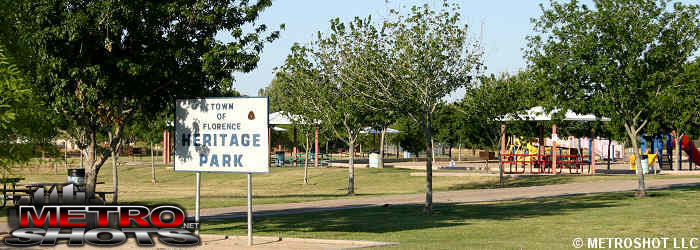 TOWN
OF
FLORENCE
HERITAGE
PARK
METRO
SHOTS
.NET
© METROSHOT LLC